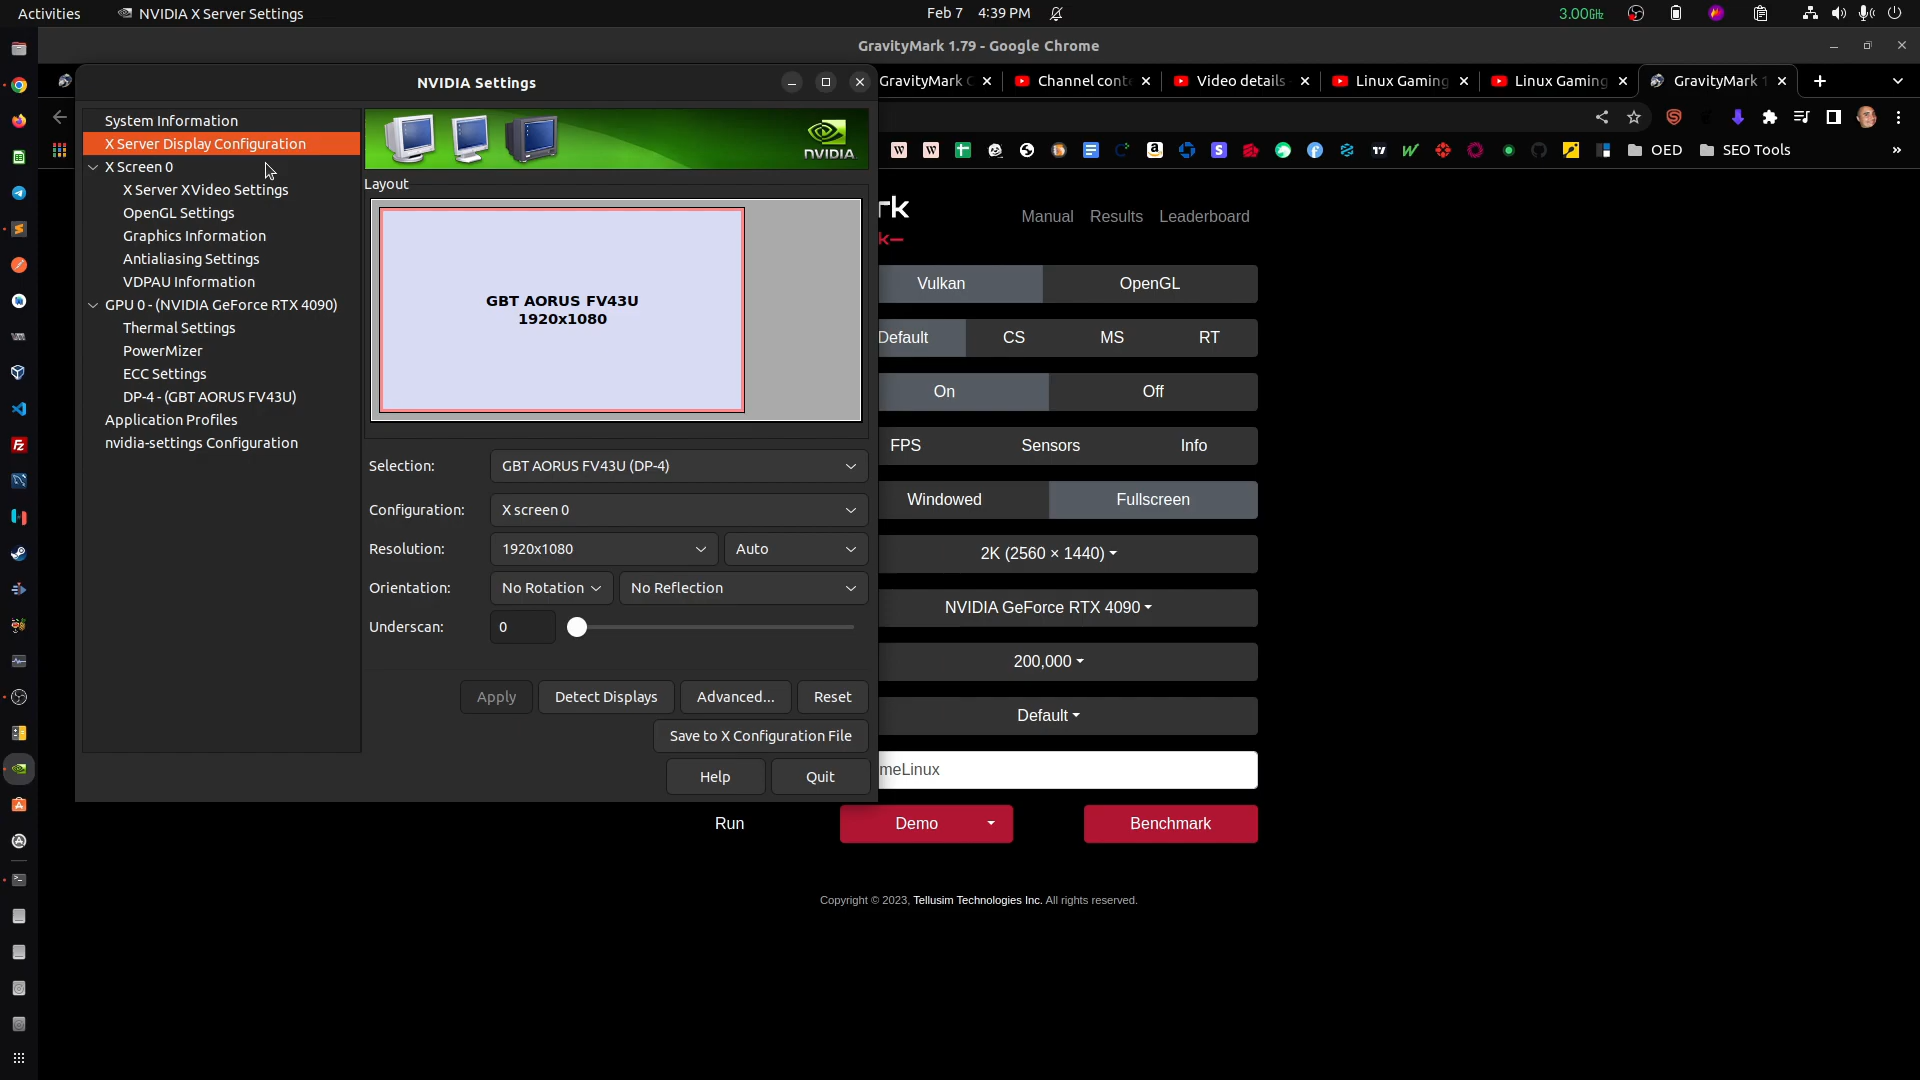 Activities
NVIDIA X Server Settings
Feb 7 4:39 PM
3.00GHz
GravityMark 1.79 - Google Chrome
NVIDIA Settings
GravityMark
Channel conte
Video details -
Linux Gaming
Linux Gaming
GravityMark 1
OED
SEO Tools
System Information
X Server Display Configuration
X Screen 0
X Server XVideo Settings
OpenGL Settings
Graphics Information
Antialiasing Settings
VDPAU Information
GPU 0 - (NVIDIA GeForce RTX 4090)
Thermal Settings
PowerMizer
ECC Settings
DP-4 - (GBT AORUS FV43U)
Application Profiles
nvidia-settings Configuration
NVIDIA.
Layout
GBT AORUS FV43U
1920x1080
Selection: GBT AORUS FV43U (DP-4)
Configuration: X screen 0
Resolution: 1920x1080 Auto
Orientation: No Rotation No Reflection
Underscan: 0
Apply Detect Displays Advanced... Reset
Save to X Configuration File
Help Quit
rk
k—
Manual Results Leaderboard
Vulkan OpenGL
Default CS MS RT
On Off
FPS Sensors Info
Windowed Fullscreen
2K (2560 × 1440)
NVIDIA GeForce RTX 4090
200,000
Default
meLinux
Run Demo Benchmark
Copyright © 2023, Tellusim Technologies Inc. All rights reserved.